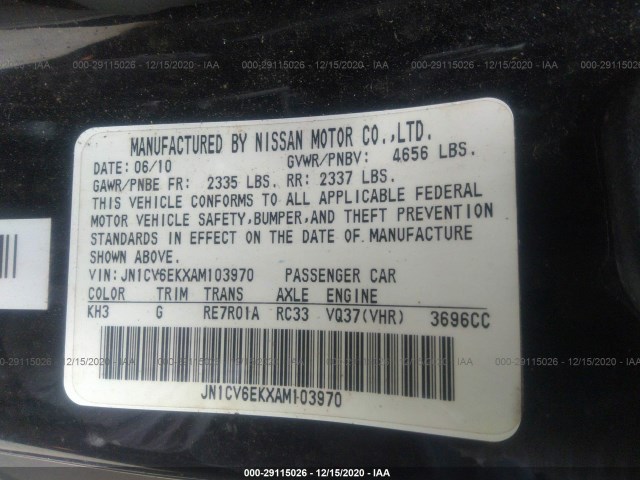 000-29115026 - 12/15/2020 - IAA
MANUFACTURED BY NISSAN MOTOR CO.,LTD.
DATE: 06/10 GVWR/PNBV: 4656 LBS.
GAWR/PNBE FR: 2335 LBS. RR: 2337 LBS.
THIS VEHICLE CONFORMS TO ALL APPLICABLE FEDERAL
MOTOR VEHICLE SAFETY,BUMPER,AND THEFT PREVENTION
STANDARDS IN EFFECT ON THE DATE OF MANUFACTURE
SHOWN ABOVE.
VIN: JN1CV6EKXAM103970 PASSENGER CAR
COLOR TRIM TRANS AXLE ENGINE
KH3 G RE7R01A RC33 VQ37(VHR) 3696CC
JN1CV6EKXAM103970
000-29115026 - 12/15/2020 - IAA